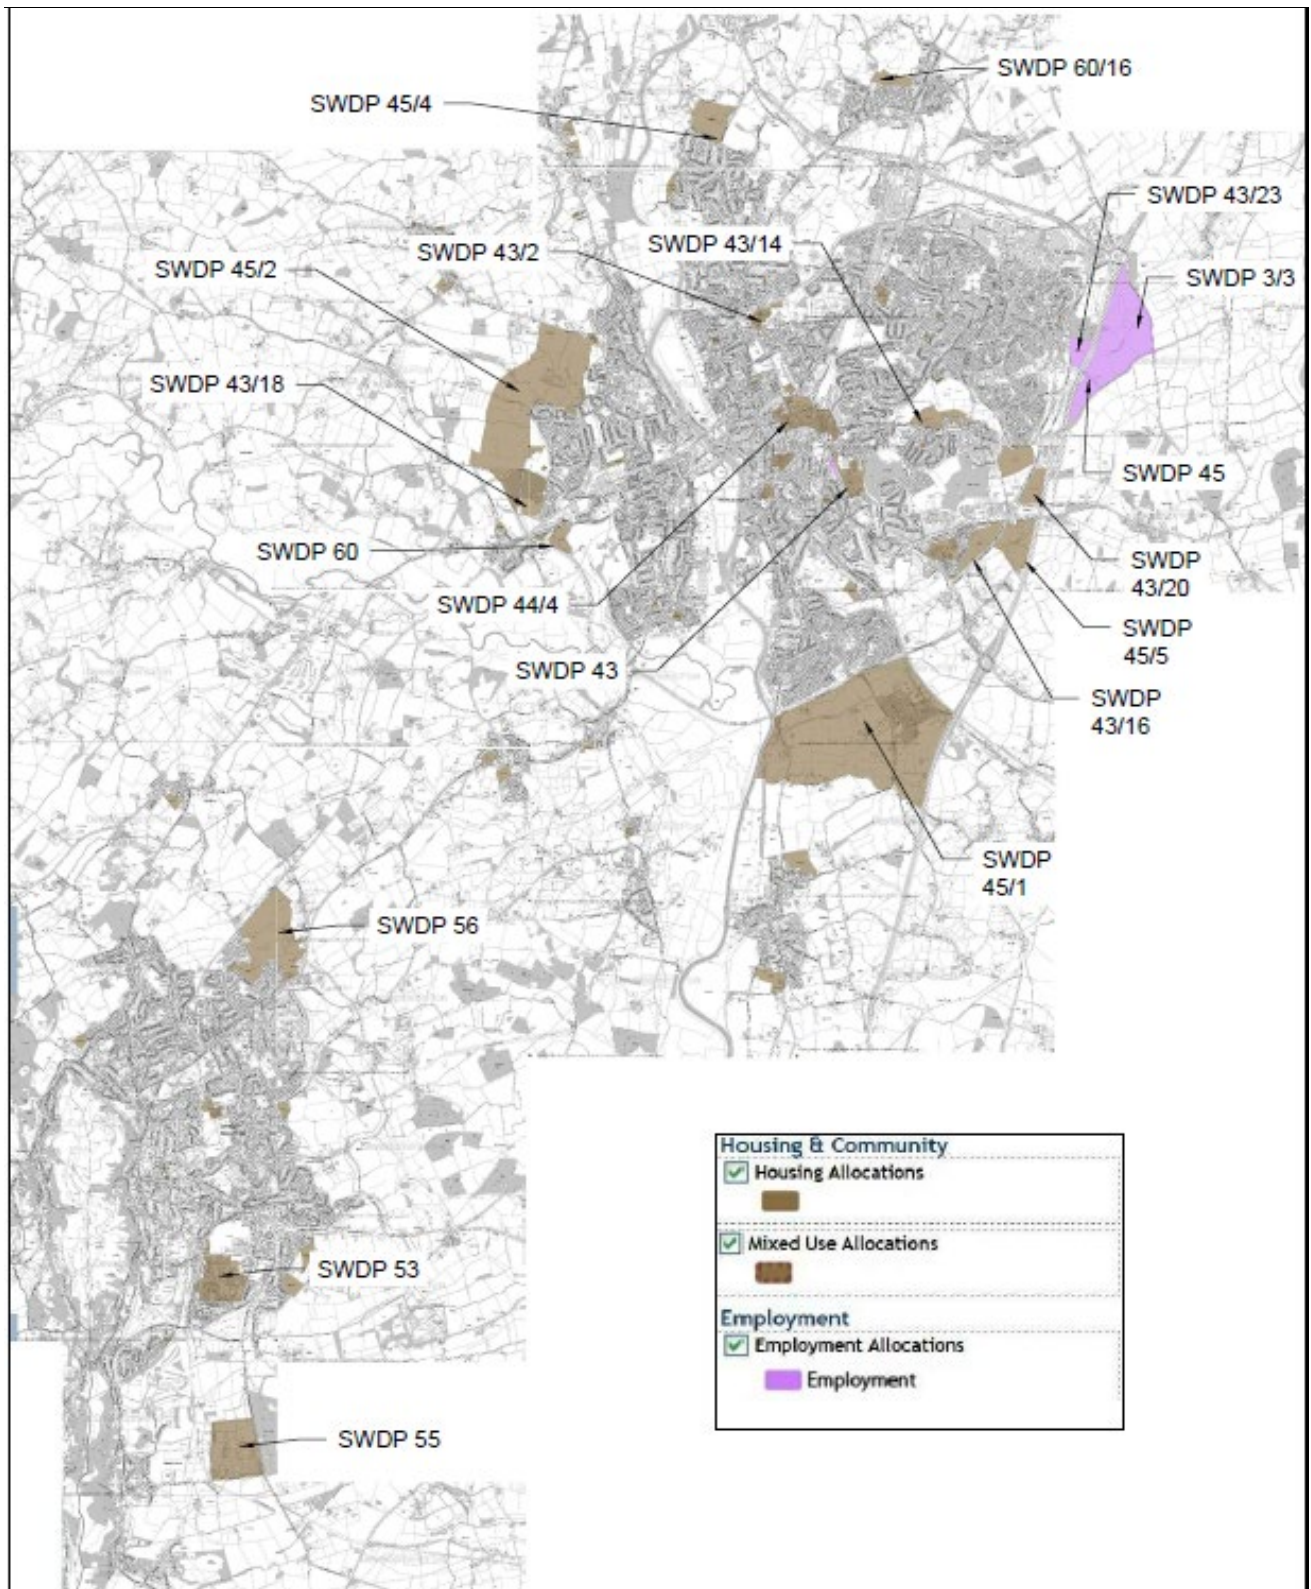 SWDP 60/16
SWDP 45/4
SWDP 43/23
SWDP 43/2
SWDP 43/14
SWDP 45/2
SWDP 3/3
SWDP 43/18
SWDP 45
SWDP 60
SWDP
43/20
SWDP 44/4
SWDP
45/5
SWDP 43
SWDP
43/16
SWDP
45/1
SWDP 56
Housing & Community
Housing Allocations
Mixed Use Allocations
SWDP 53
Employment
Employment Allocations
Employment
SWDP 55